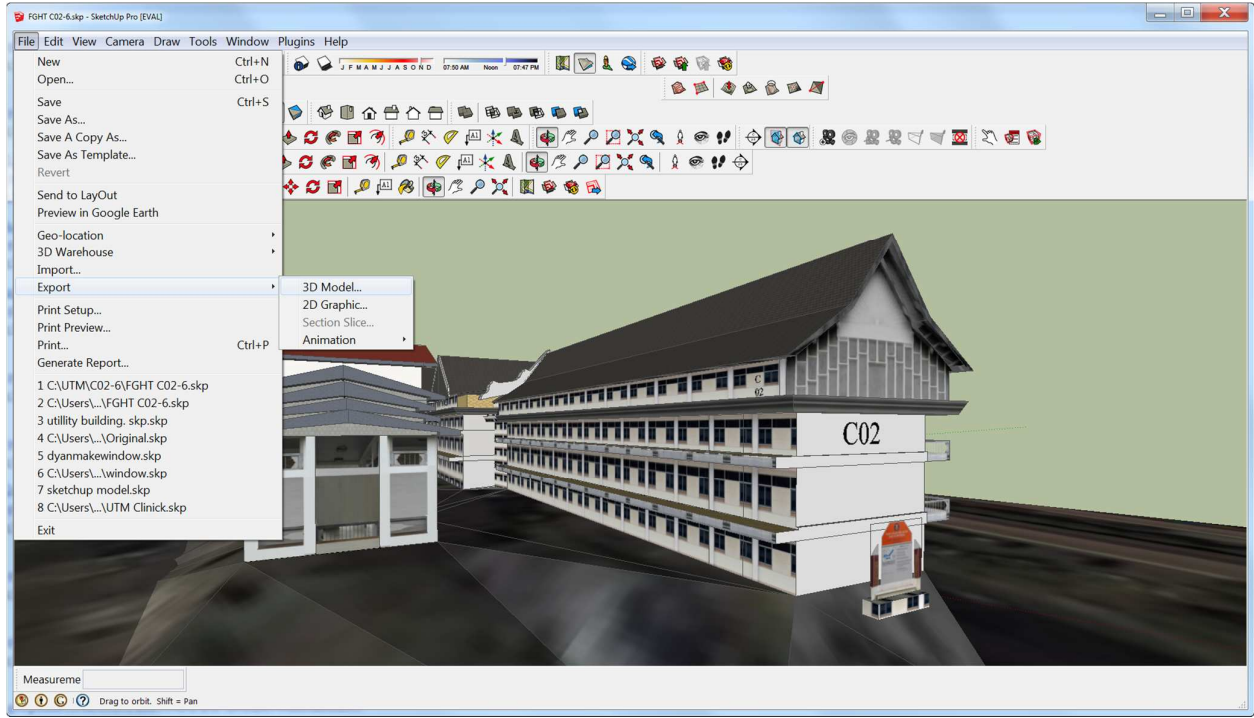 FGHT C02-6.skp - SketchUp Pro [EVAL]
File Edit View Camera Draw Tools Window Plugins Help
New Ctrl+N
Open... Ctrl+O
Save Ctrl+S
Save As...
Save A Copy As...
Save As Template...
Revert
Send to LayOut
Preview in Google Earth
Geo-location
3D Warehouse
Import...
Export
Print Setup...
Print Preview...
Print... Ctrl+P
Generate Report...
1 C:\UTM\C02-6\FGHT C02-6.skp
2 C:\Users\...\FGHT C02-6.skp
3 utillity building. skp.skp
4 C:\Users\...\Original.skp
5 dyanmakewindow.skp
6 C:\Users\...\window.skp
7 sketchup model.skp
8 C:\Users\...\UTM Clinick.skp
Exit
3D Model...
2D Graphic...
Section Slice...
Animation
J F M A M J J A S O N D 07:50 AM Noon 07:47 PM
A1
A1
A1
C
02
C02
Measureme
Drag to orbit. Shift = Pan